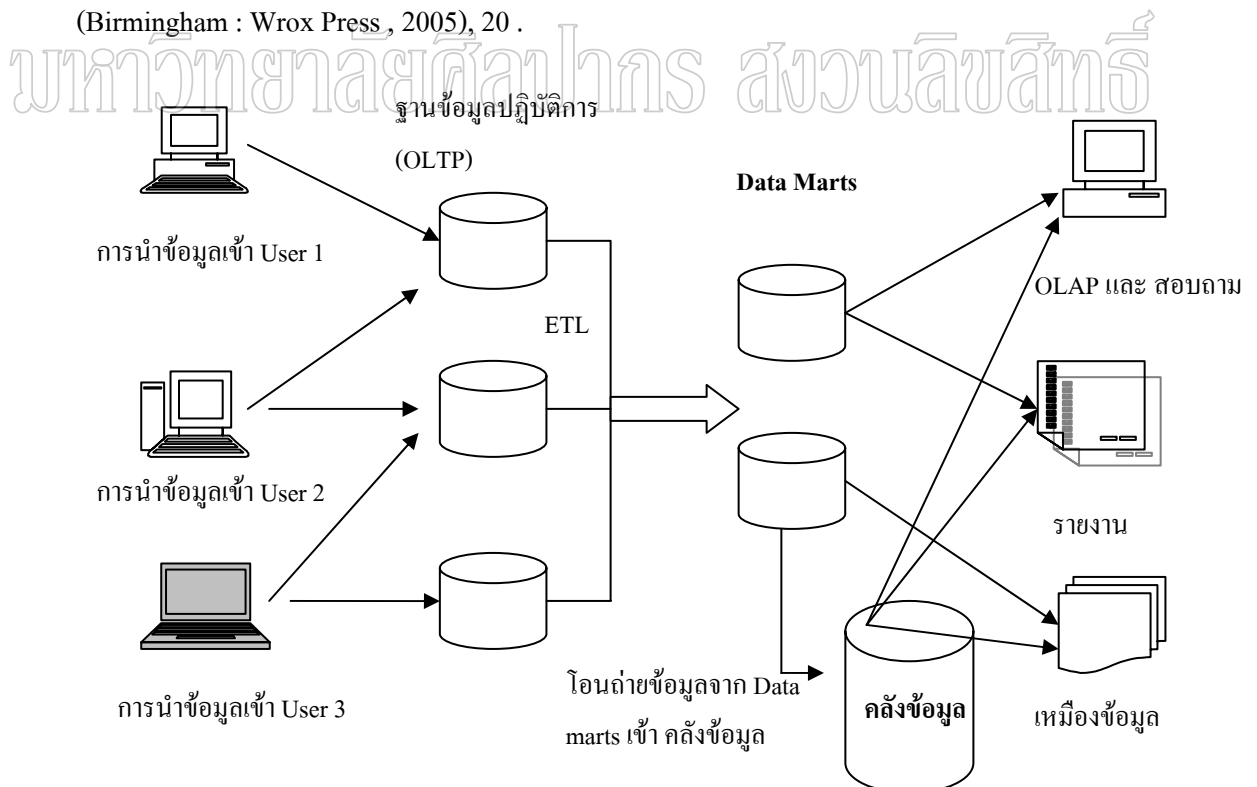 (Birmingham : Wrox Press , 2005), 20 .
มหาวิทยาลัยศิลปากร สงวนลิขสิทธิ์
ฐานข้อมูลปฏิบัติการ
(OLTP)
Data Marts
การนำข้อมูลเข้า User 1
OLAP และ สอบถาม
ETL
การนำข้อมูลเข้า User 2
รายงาน
โอนถ่ายข้อมูลจาก Data
marts เข้า คลังข้อมูล
การนำข้อมูลเข้า User 3
คลังข้อมูล
เหมืองข้อมูล